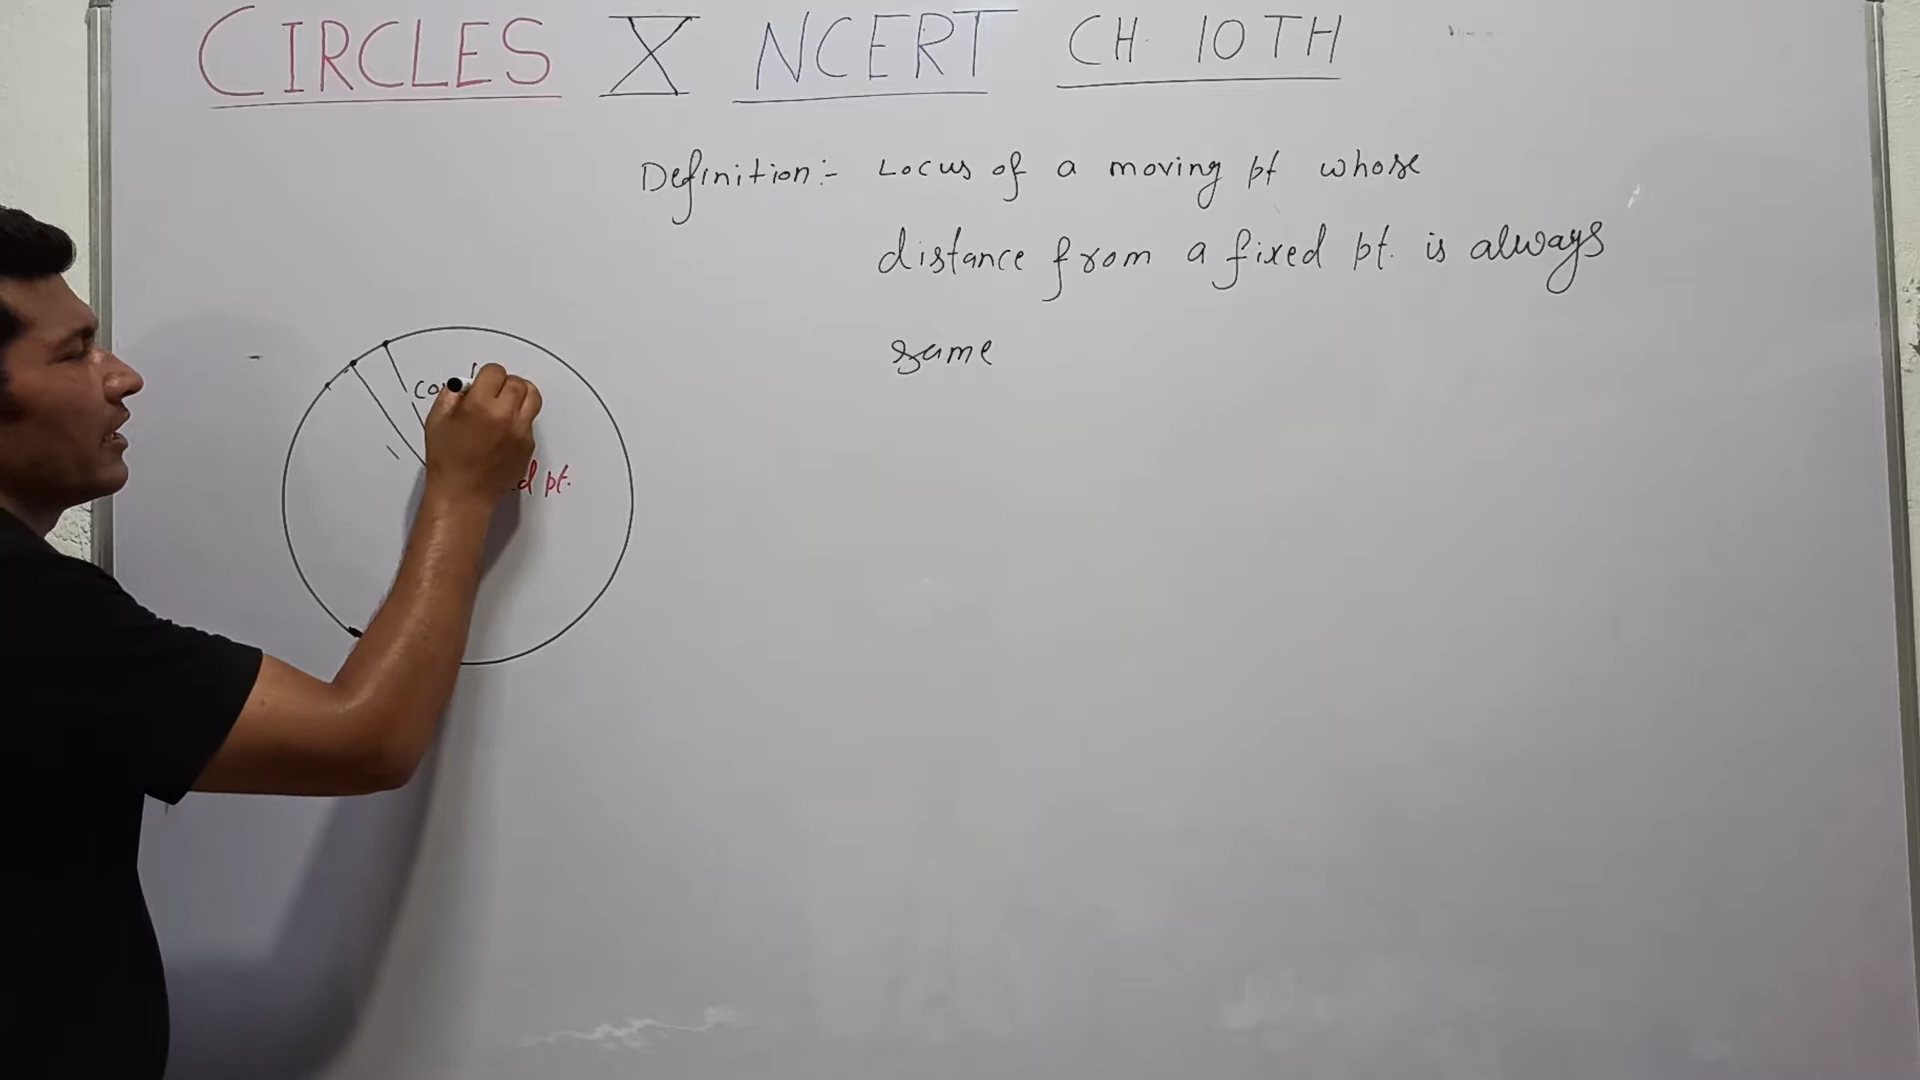 CIRCLES X NCERT CH. 10TH
Definition:- Locus of a moving pt whose
distance from a fixed pt. is always
same
pt.